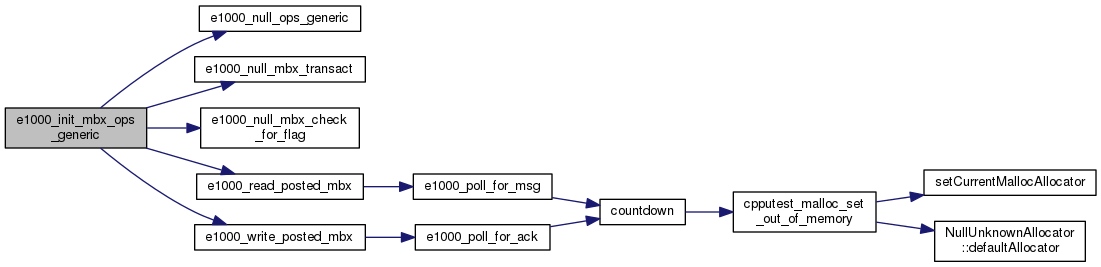 e1000_null_ops_generic
e1000_null_mbx_transact
e1000_init_mbx_ops
_generic
e1000_null_mbx_check
_for_flag
e1000_read_posted_mbx
e1000_poll_for_msg
e1000_write_posted_mbx
e1000_poll_for_ack
countdown
cpputest_malloc_set
_out_of_memory
setCurrentMallocAllocator
NullUnknownAllocator
::defaultAllocator